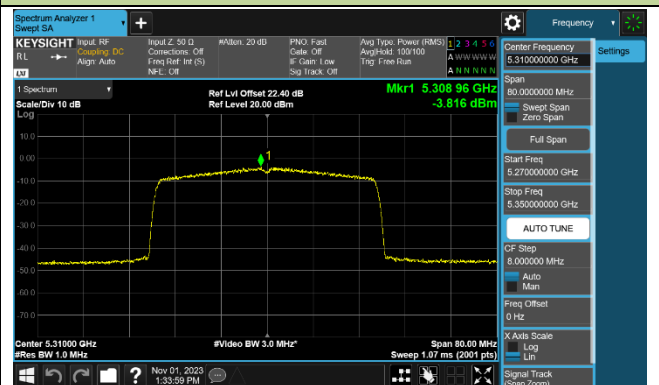 Spectrum Analyzer 1
Swept SA
+
Frequency
KEYSIGHT
RL
LXI
Input: RF
Coupling: DC
Align: Auto
Input Z: 50 Ω
Corrections: Off
Freq Ref: Int (S)
NFE: Off
#Atten: 20 dB
PNO: Fast
Gate: Off
IF Gain: Low
Sig Track: Off
Avg Type: Power (RMS)
Avg|Hold: 100/100
Trig: Free Run
1 2 3 4 5 6
A W W W W W
A N N N N N
1 Spectrum
Scale/Div 10 dB
Log
Ref Lvl Offset 22.40 dB
Ref Level 20.00 dBm
Mkr1 5.308 96 GHz
-3.816 dBm
10.0
0.00
-10.0
-20.0
-30.0
-40.0
-50.0
-60.0
-70.0
1
Center 5.31000 GHz
#Res BW 1.0 MHz
#Video BW 3.0 MHz*
Span 80.00 MHz
Sweep 1.07 ms (2001 pts)
Center Frequency
5.310000000 GHz
Settings
Span
80.0000000 MHz
Swept Span
Zero Span
Full Span
Start Freq
5.270000000 GHz
Stop Freq
5.350000000 GHz
AUTO TUNE
CF Step
8.000000 MHz
Auto
Man
Freq Offset
0 Hz
X Axis Scale
Log
Lin
Signal Track
(Span Zoom)
?
Nov 01, 2023
1:33:59 PM